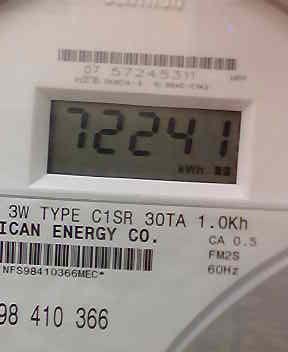 07 57245311
72241
kWh
3W TYPE C1SR 30TA 1.0Kh
ICAN ENERGY CO.
CA 0.5
FM2S
60Hz
NFS98410366MEC*
98 410 366